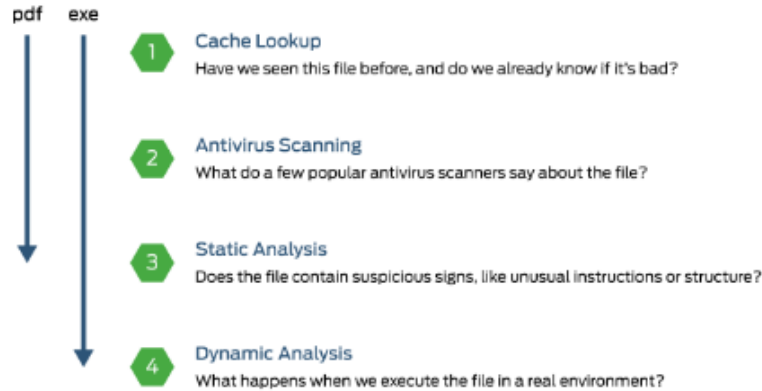 pdf exe
1 Cache Lookup
Have we seen this file before, and do we already know if it's bad?
2 Antivirus Scanning
What do a few popular antivirus scanners say about the file?
3 Static Analysis
Does the file contain suspicious signs, like unusual instructions or structure?
4 Dynamic Analysis
What happens when we execute the file in a real environment?